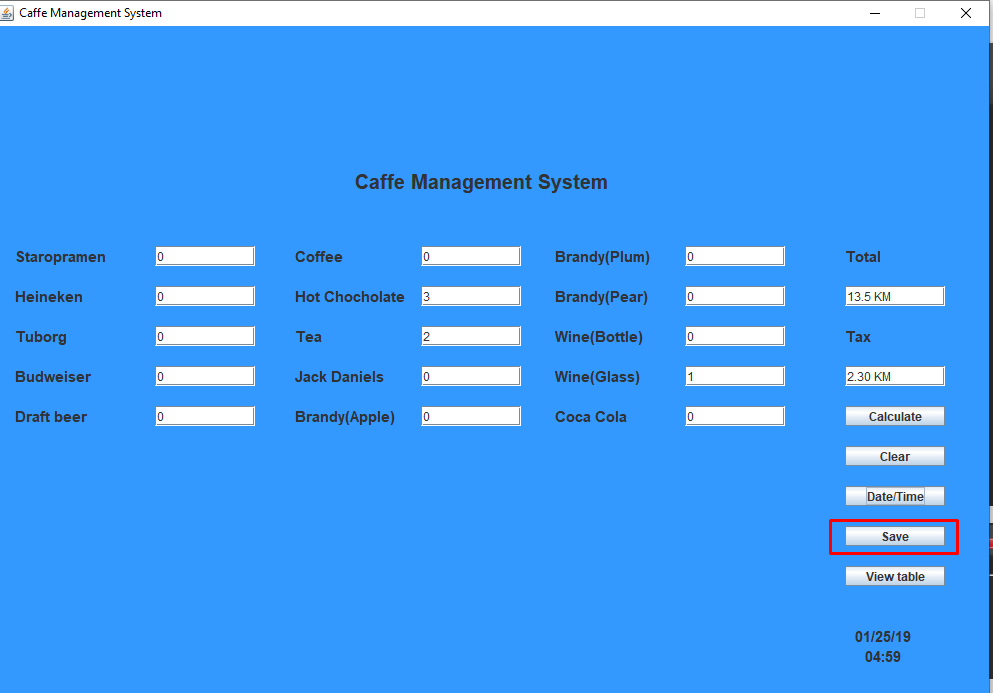 Caffe Management System
Caffe Management System
Staropramen 0 Coffee 0 Brandy(Plum) 0 Total
Heineken 0 Hot Chocholate 3 Brandy(Pear) 0 13.5 KM
Tuborg 0 Tea 2 Wine(Bottle) 0 Tax
Budweiser 0 Jack Daniels 0 Wine(Glass) 1 2.30 KM
Draft beer 0 Brandy(Apple) 0 Coca Cola 0 Calculate
Clear
Date/Time
Save
View table
01/25/19
04:59